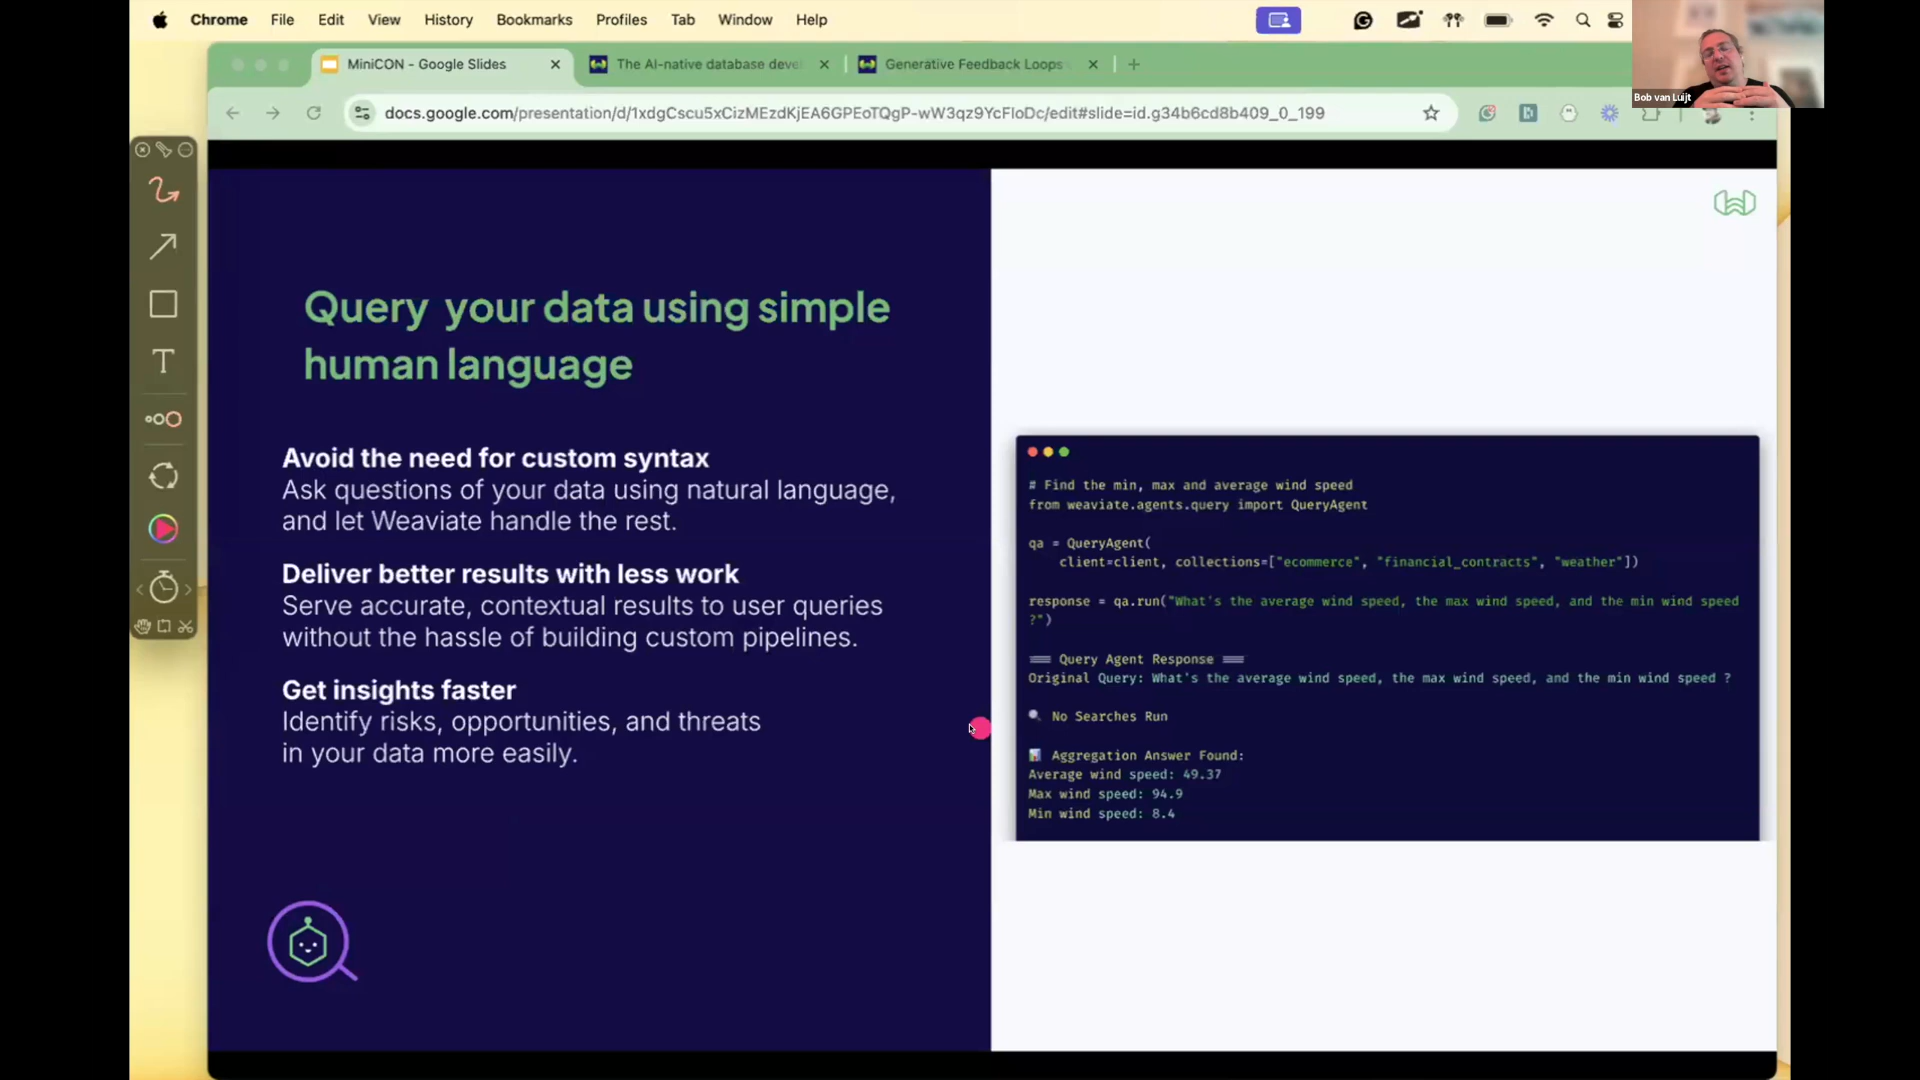 Chrome File Edit View History Bookmarks Profiles Tab Window Help
MiniCON - Google Slides
The AI-native database deve
Generative Feedback Loops
docs.google.com/presentation/d/1xdgCscu5xCizMEzdKjEA6GPEoTQgP-wW3qz9YcFIoDc/edit#slide=id.g34b6cd8b409_0_199
Bob van Luijt
T
Query your data using simple
human language
Avoid the need for custom syntax
Ask questions of your data using natural language,
and let Weaviate handle the rest.
Deliver better results with less work
Serve accurate, contextual results to user queries
without the hassle of building custom pipelines.
Get insights faster
Identify risks, opportunities, and threats
in your data more easily.
# Find the min, max and average wind speed
from weaviate.agents.query import QueryAgent
qa = QueryAgent(
client=client, collections=["ecommerce", "financial_contracts", "weather"])
response = qa.run("What's the average wind speed, the max wind speed, and the min wind speed
?")
=== Query Agent Response ===
Original Query: What's the average wind speed, the max wind speed, and the min wind speed ?
🔍 No Searches Run
📊 Aggregation Answer Found:
Average wind speed: 49.37
Max wind speed: 94.9
Min wind speed: 8.4